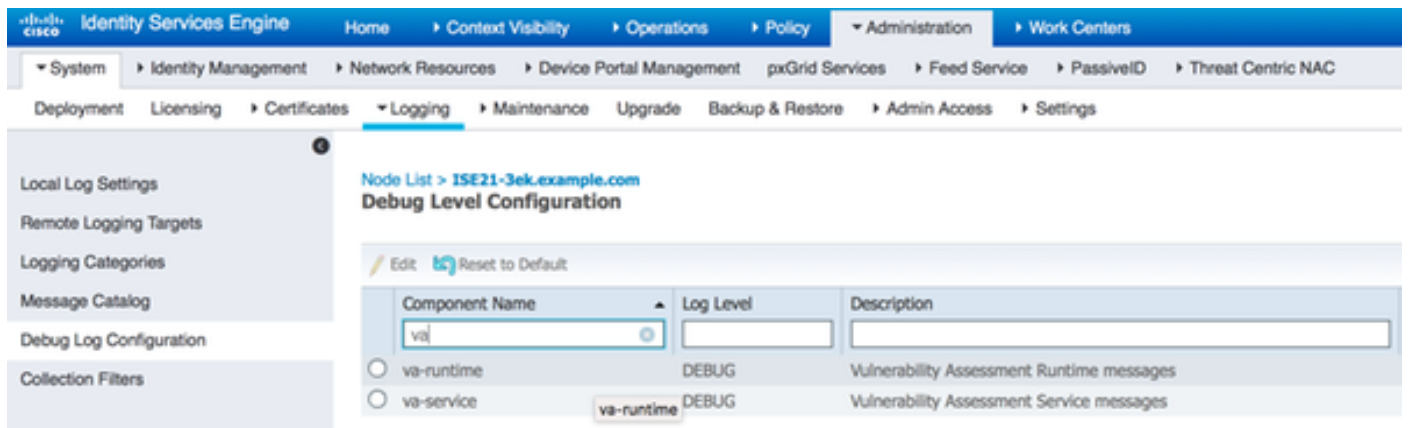 cisco Identity Services Engine Home Context Visibility Operations Policy Administration Work Centers
System Identity Management Network Resources Device Portal Management pxGrid Services Feed Service PassiveID Threat Centric NAC
Deployment Licensing Certificates Logging Maintenance Upgrade Backup & Restore Admin Access Settings
Local Log Settings
Remote Logging Targets
Logging Categories
Message Catalog
Debug Log Configuration
Collection Filters
Node List > ISE21-3ek.example.com
Debug Level Configuration
Edit Reset to Default
Component Name Log Level Description
va
va-runtime DEBUG Vulnerability Assessment Runtime messages
va-service DEBUG Vulnerability Assessment Service messages
va-runtime